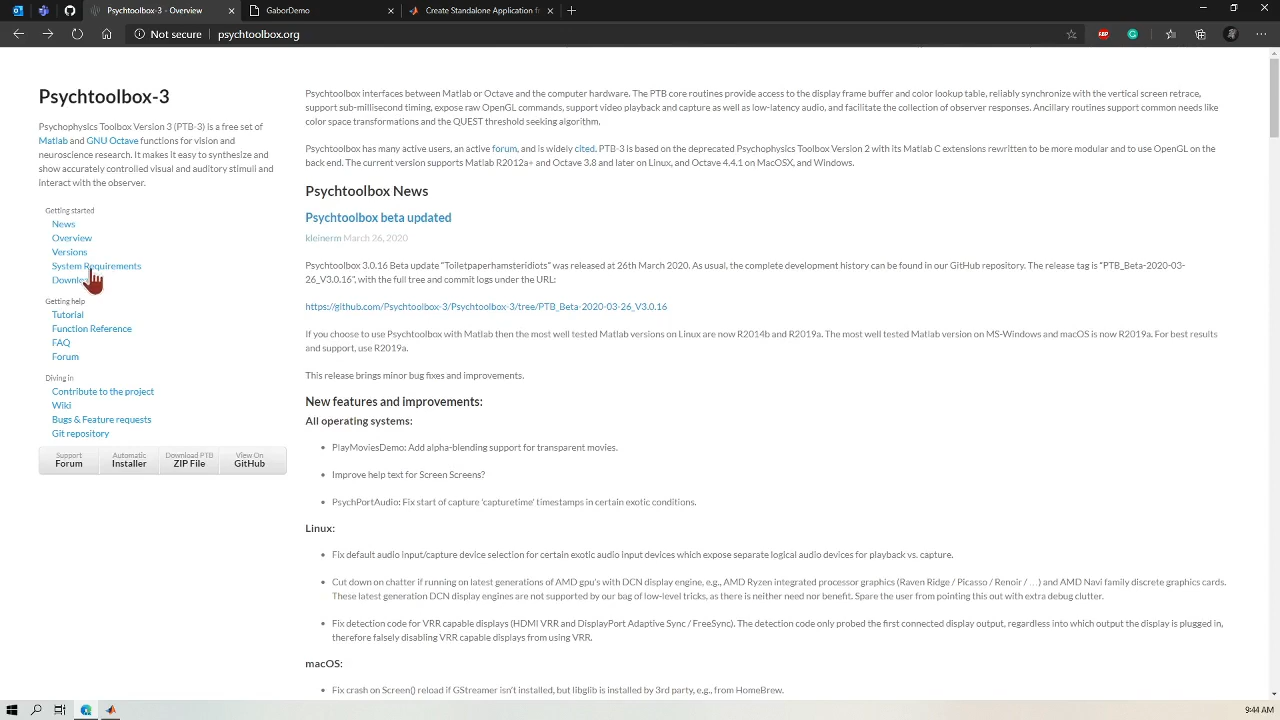 Psychtoolbox-3 - Overview
GaborDemo
Create Standalone Application fr
Not secure
psychtoolbox.org
ABP
Psychtoolbox-3
Psychophysics Toolbox Version 3 (PTB-3) is a free set of
Matlab and GNU Octave functions for vision and
neuroscience research. It makes it easy to synthesize and
show accurately controlled visual and auditory stimuli and
interact with the observer.
Getting started
News
Overview
Versions
System Requirements
Getting help
Tutorial
Function Reference
FAQ
Forum
Diving in
Contribute to the project
Wiki
Bugs & Feature requests
Git repository
Support
Forum
Automatic
Installer
Download PTB
ZIP File
View On
GitHub
Psychtoolbox interfaces between Matlab or Octave and the computer hardware. The PTB core routines provide access to the display frame buffer and color lookup table, reliably synchronize with the vertical screen retrace,
support sub-millisecond timing, expose raw OpenGL commands, support video playback and capture as well as low-latency audio, and facilitate the collection of observer responses. Ancillary routines support common needs like
color space transformations and the QUEST threshold seeking algorithm.
Psychtoolbox has many active users, an active forum, and is widely cited. PTB-3 is based on the deprecated Psychophysics Toolbox Version 2 with its Matlab C extensions rewritten to be more modular and to use OpenGL on the
back end. The current version supports Matlab R2012a+ and Octave 3.8 and later on Linux, and Octave 4.4.1 on MacOSX, and Windows.
Psychtoolbox News
Psychtoolbox beta updated
kleinerm March 26, 2020
Psychtoolbox 3.0.16 Beta update "Toiletpaperhamsteridiots" was released at 26th March 2020. As usual, the complete development history can be found in our GitHub repository. The release tag is "PTB_Beta-2020-03-
26_V3.0.16", with the full tree and commit logs under the URL:
https://github.com/Psychtoolbox-3/Psychtoolbox-3/tree/PTB_Beta-2020-03-26_V3.0.16
If you choose to use Psychtoolbox with Matlab then the most well tested Matlab versions on Linux are now R2014b and R2019a. The most well tested Matlab version on MS-Windows and macOS is now R2019a. For best results
and support, use R2019a.
This release brings minor bug fixes and improvements.
New features and improvements:
All operating systems:
PlayMoviesDemo: Add alpha-blending support for transparent movies.
Improve help text for Screen Screens?
PsychPortAudio: Fix start of capture 'capturetime' timestamps in certain exotic conditions.
Linux:
Fix default audio input/capture device selection for certain exotic audio input devices which expose separate logical audio devices for playback vs. capture.
Cut down on chatter if running on latest generations of AMD gpu's with DCN display engine, e.g., AMD Ryzen integrated processor graphics (Raven Ridge / Picasso / Renoir / …) and AMD Navi family discrete graphics cards.
These latest generation DCN display engines are not supported by our bag of low-level tricks, as there is neither need nor benefit. Spare the user from pointing this out with extra debug clutter.
Fix detection code for VRR capable displays (HDMI VRR and DisplayPort Adaptive Sync / FreeSync). The detection code only probed the first connected display output, regardless into which output the display is plugged in,
therefore falsely disabling VRR capable displays from using VRR.
macOS:
Fix crash on Screen() reload if GStreamer isn't installed, but libglib is installed by 3rd party, e.g., from HomeBrew.
9:44 AM